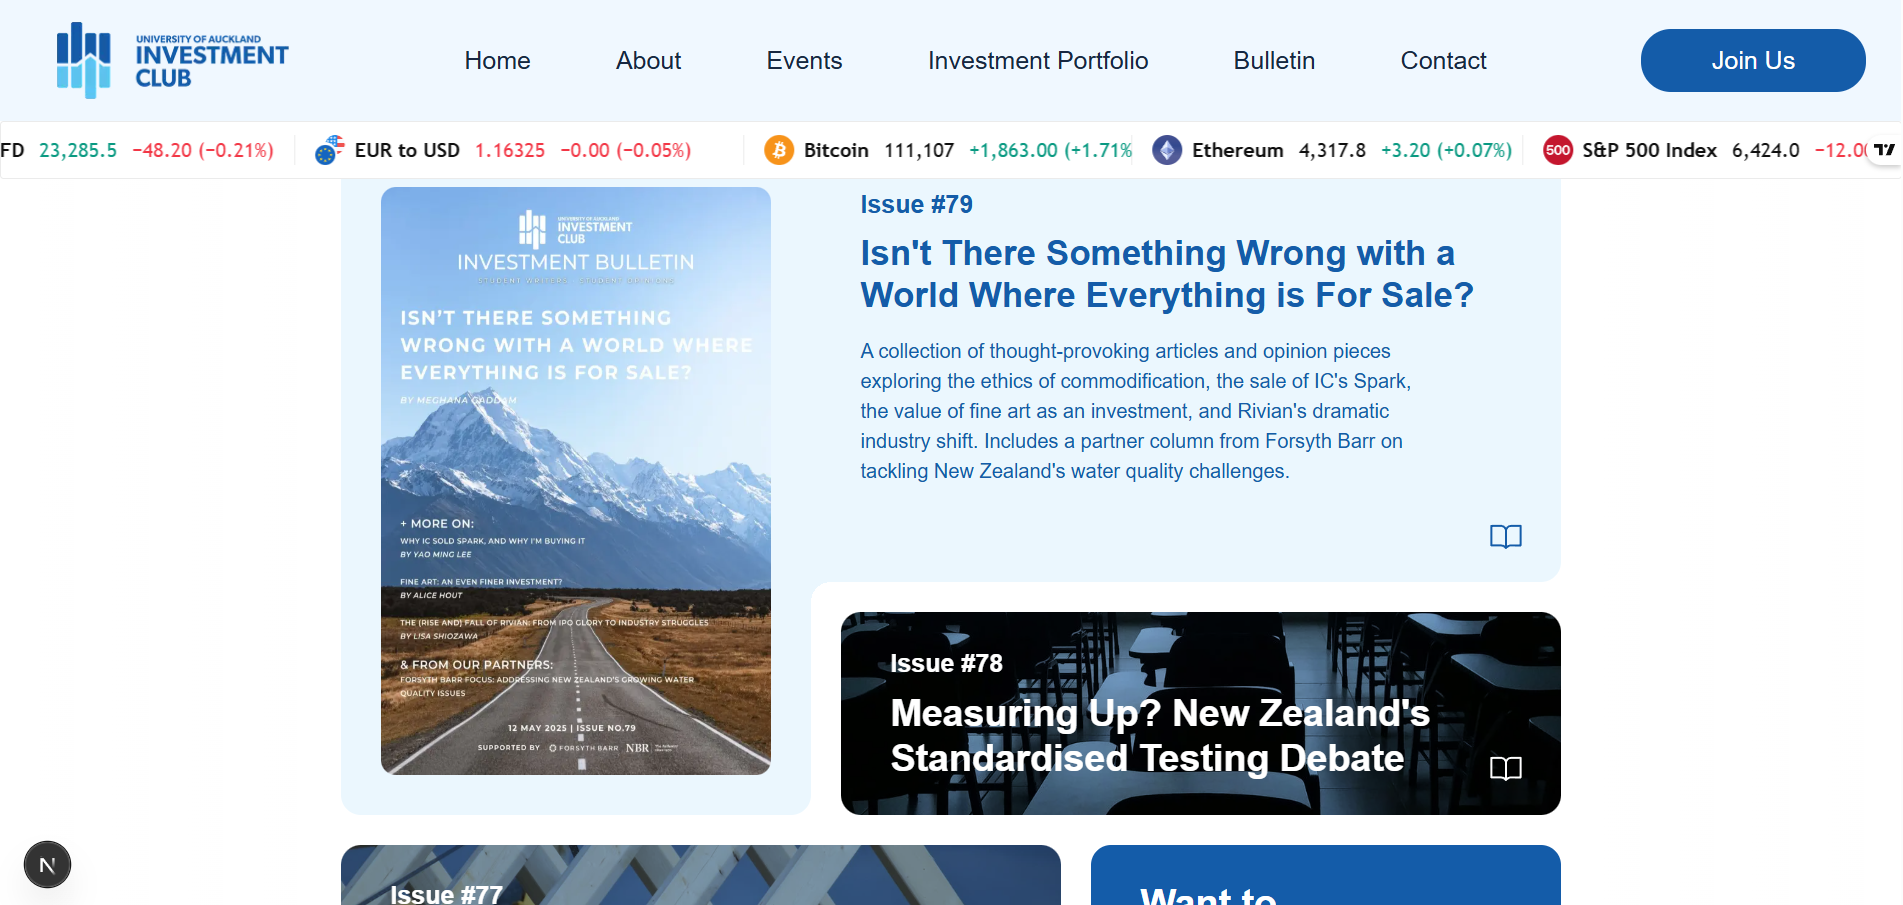 UNIVERSITY OF AUCKLAND
INVESTMENT
CLUB
Home
About
Events
Investment Portfolio
Bulletin
Contact
Join Us
FD 23,285.5 −48.20 (−0.21%)
EUR to USD 1.16325 −0.00 (−0.05%)
Bitcoin 111,107 +1,863.00 (+1.71%
Ethereum 4,317.8 +3.20 (+0.07%)
500 S&P 500 Index 6,424.0 −12.0
UNIVERSITY OF AUCKLAND
INVESTMENT
CLUB
INVESTMENT BULLETIN
STUDENT WRITERS STUDENT OPINIONS
ISN'T THERE SOMETHING
WRONG WITH A WORLD WHERE
EVERYTHING IS FOR SALE?
BY MEGHANA GADDAM
+ MORE ON:
WHY IC SOLD SPARK, AND WHY I'M BUYING IT
BY YAO MING LEE
FINE ART: AN EVEN FINER INVESTMENT?
BY ALICE HOUT
THE (RISE AND) FALL OF RIVIAN: FROM IPO GLORY TO INDUSTRY STRUGGLES
BY LISA SHIOZAWA
& FROM OUR PARTNERS:
FORSYTH BARR FOCUS: ADDRESSING NEW ZEALAND'S GROWING WATER
QUALITY ISSUES
12 MAY 2025 | ISSUE NO.79
SUPPORTED BY FORSYTH BARR NBR
Issue #79
Isn't There Something Wrong with a
World Where Everything is For Sale?
A collection of thought-provoking articles and opinion pieces
exploring the ethics of commodification, the sale of IC's Spark,
the value of fine art as an investment, and Rivian's dramatic
industry shift. Includes a partner column from Forsyth Barr on
tackling New Zealand's water quality challenges.
Issue #78
Measuring Up? New Zealand's
Standardised Testing Debate
Issue #77
Want to
N